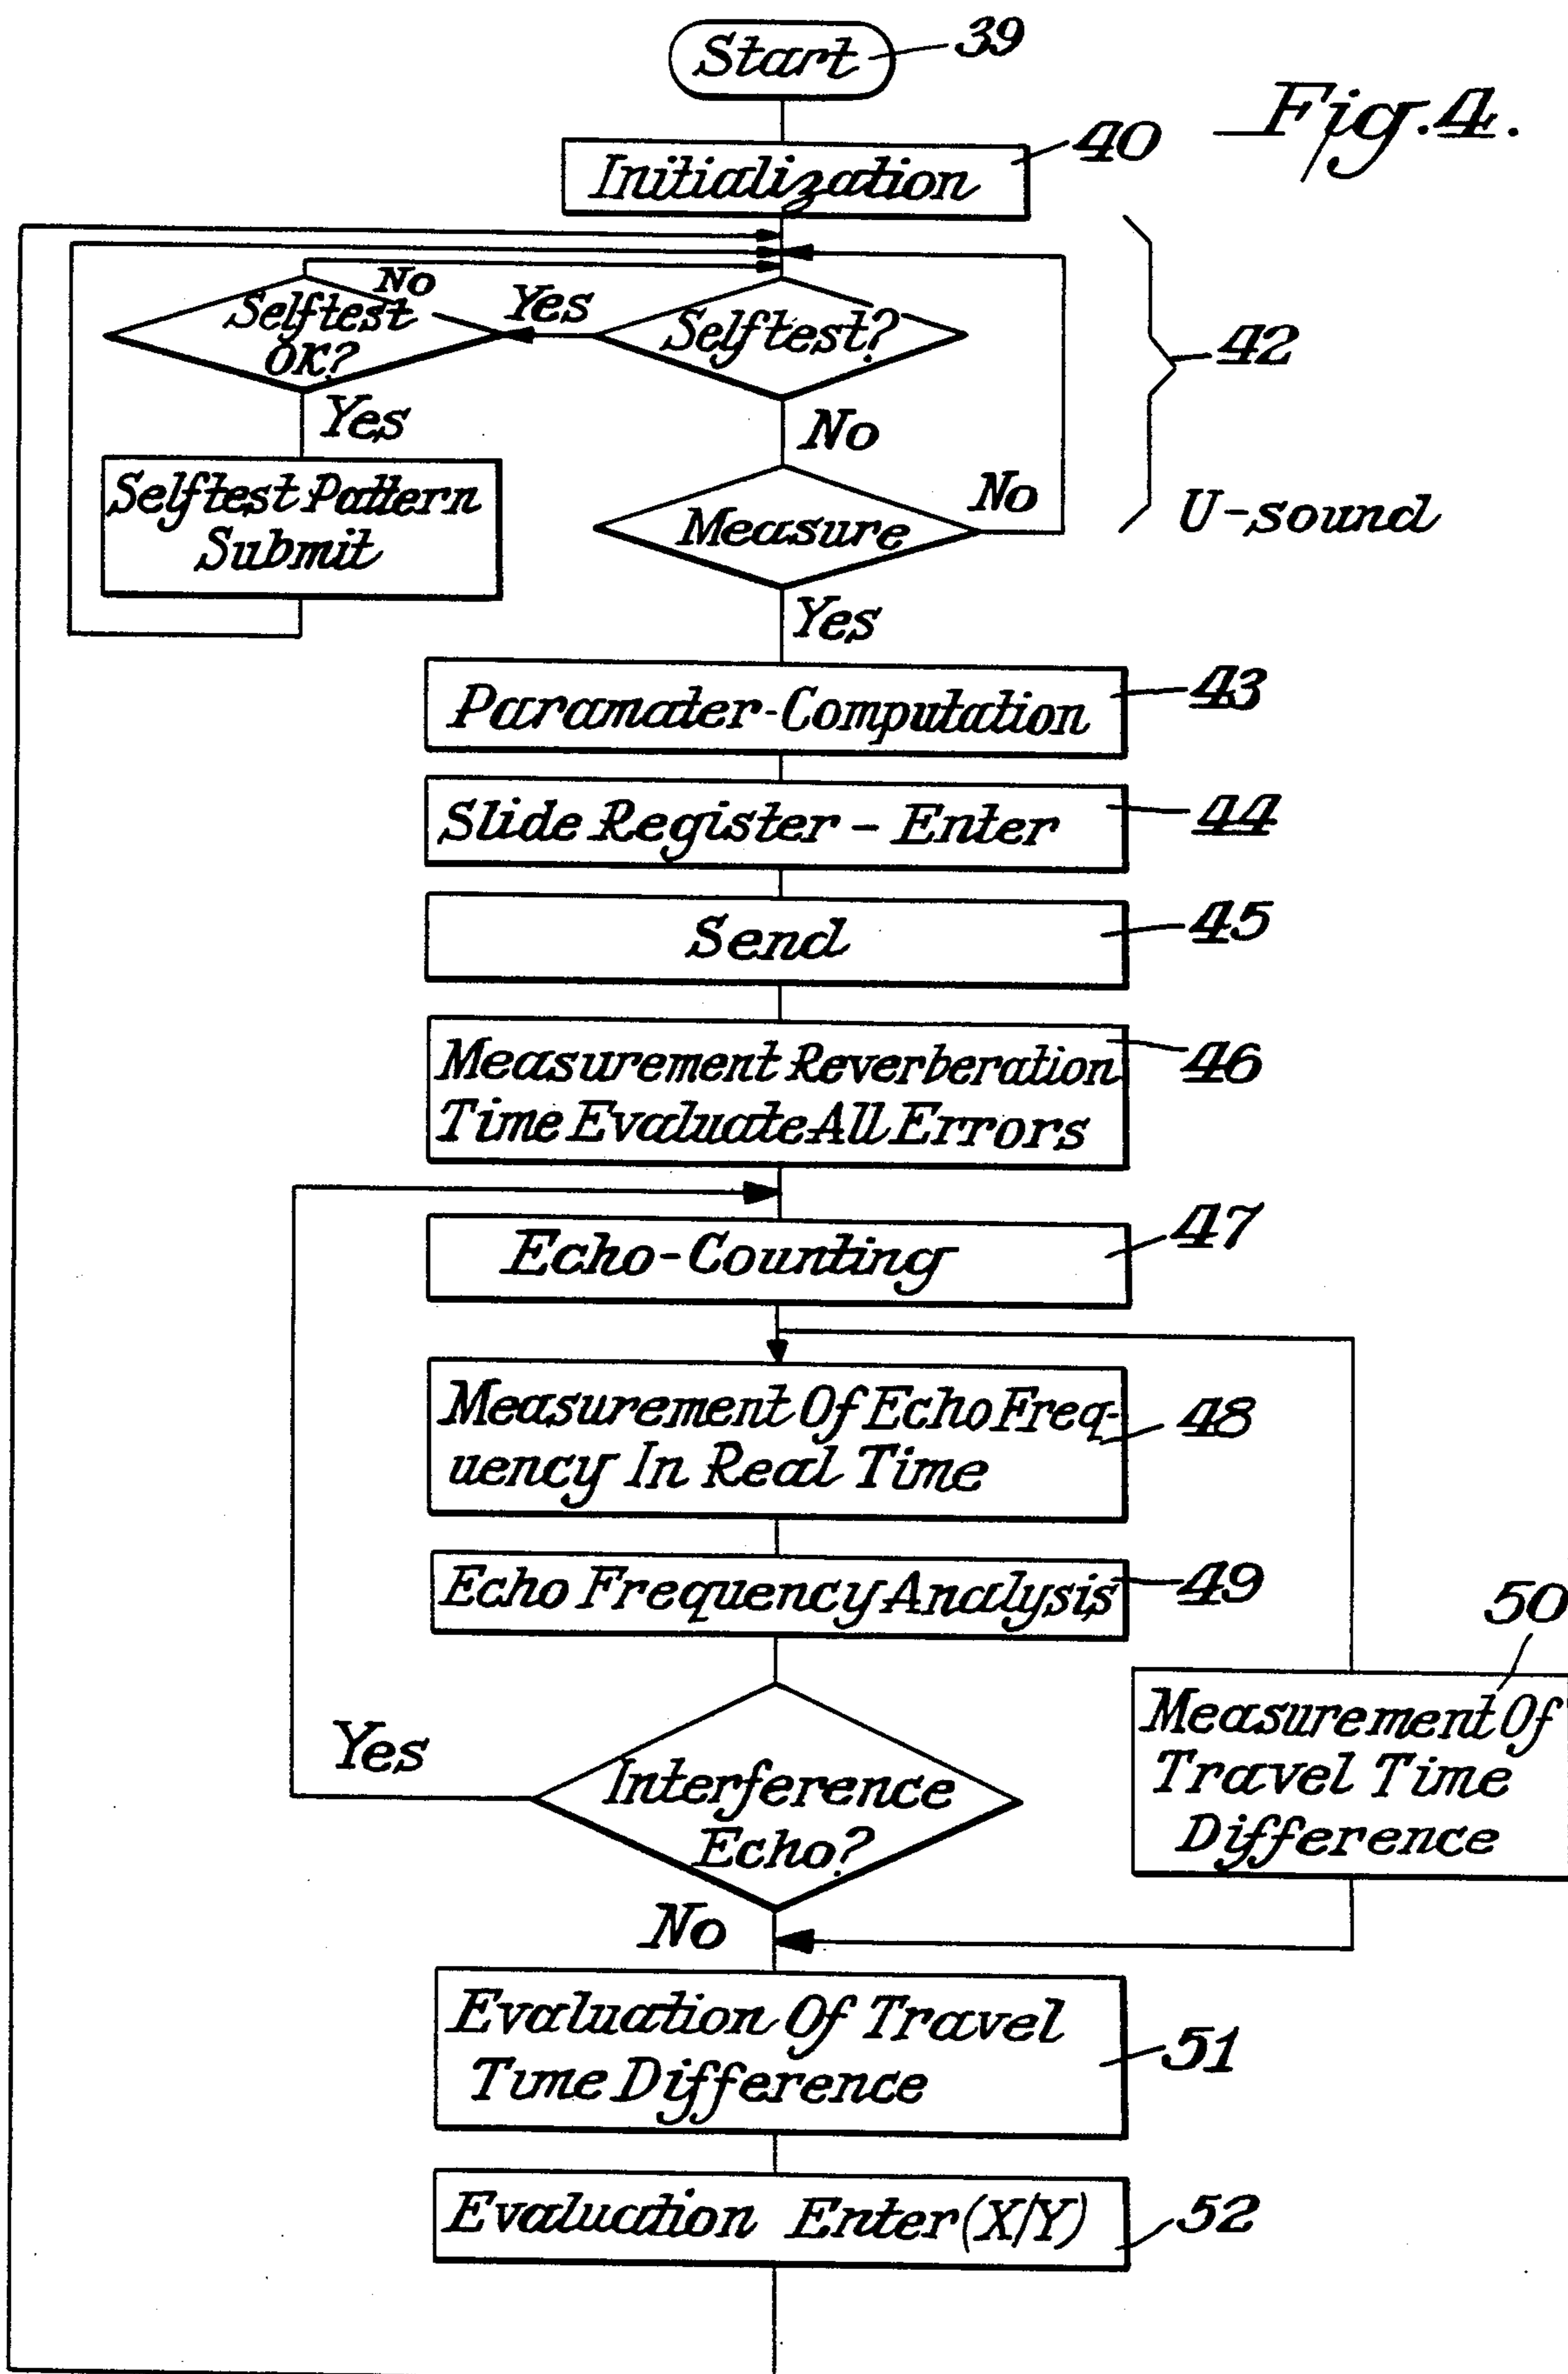 Start
39
Fig. 4.
40
Initialization
No
Selftest
OK?
Yes
Selftest?
42
Yes
No
Selftest Pattern
Submit
Measure
No
U-sound
Yes
Paramater-Computation
43
Slide Register - Enter
44
Send
45
Measurement Reverberation
Time Evaluate All Errors
46
Echo-Counting
47
Measurement Of Echo Freq-
uency In Real Time
48
Echo Frequency Analysis
49
50
Measurement Of
Travel Time
Difference
Yes
Interference
Echo?
No
Evaluation Of Travel
Time Difference
51
Evaluation Enter (X/Y)
52